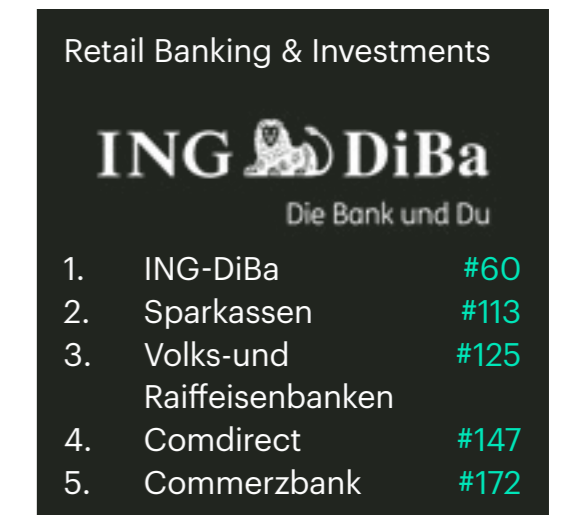 Retail Banking & Investments
ING DiBa
Die Bank und Du
1. ING-DiBa #60
2. Sparkassen #113
3. Volks-und #125
Raiffeisenbanken
4. Comdirect #147
5. Commerzbank #172